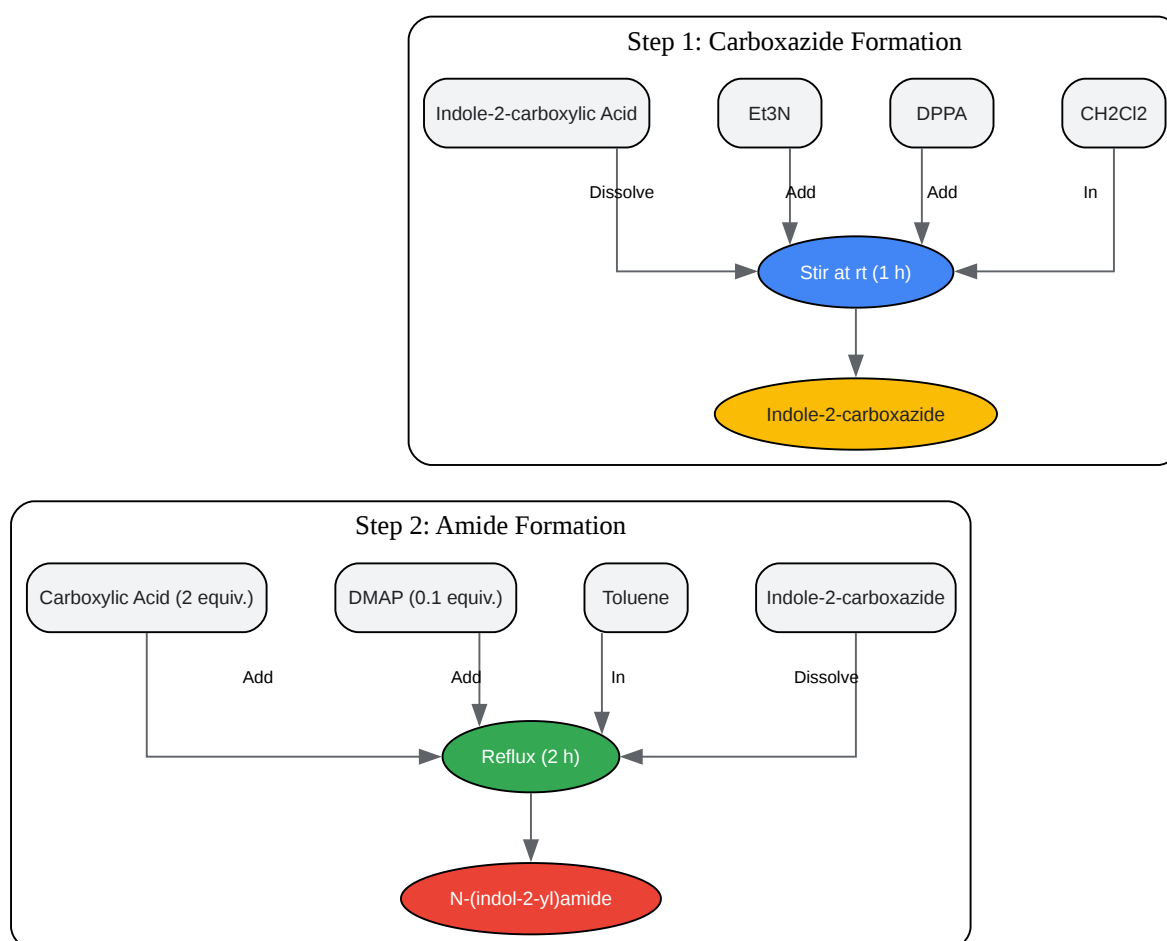 Step 1: Carboxazide Formation
Indole-2-carboxylic Acid
Et3N
DPPA
CH2Cl2
Dissolve
Add
Add
In
Stir at rt (1 h)
Indole-2-carboxazide
Step 2: Amide Formation
Carboxylic Acid (2 equiv.)
DMAP (0.1 equiv.)
Toluene
Indole-2-carboxazide
Add
Add
In
Dissolve
Reflux (2 h)
N-(indol-2-yl)amide